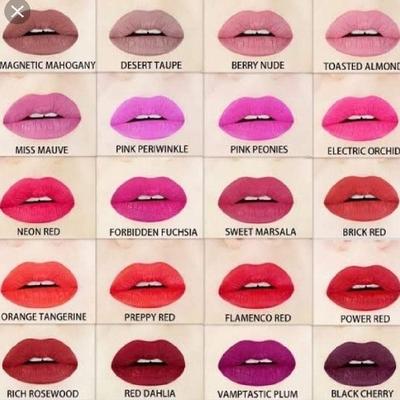 MAGNETIC MAHOGANY
DESERT TAUPE
BERRY NUDE
TOASTED ALMOND
MISS MAUVE
PINK PERIWINKLE
PINK PEONIES
ELECTRIC ORCHID
NEON RED
FORBIDDEN FUCHSIA
SWEET MARSALA
BRICK RED
ORANGE TANGERINE
PREPPY RED
FLAMENCO RED
POWER RED
RICH ROSEWOOD
RED DAHLIA
VAMPTASTIC PLUM
BLACK CHERRY